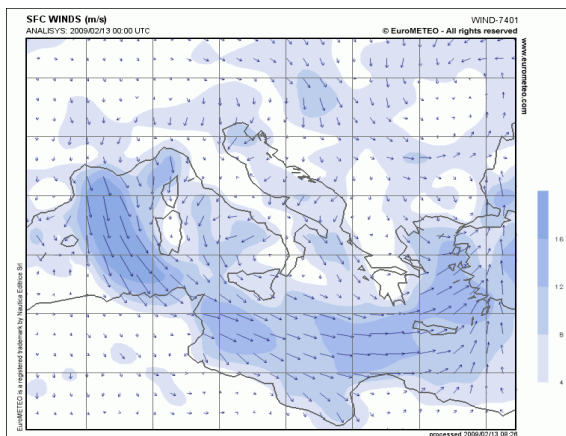 SFC WINDS (m/s)
WIND-7401
ANALISYS: 2009/02/13 00:00 UTC
© EuroMETEO - All rights reserved
www.eurometeo.com
EuroMETEO is a registered trademark by Nautica Editrice Srl
16
12
8
4
processed 2009/02/13 08:26